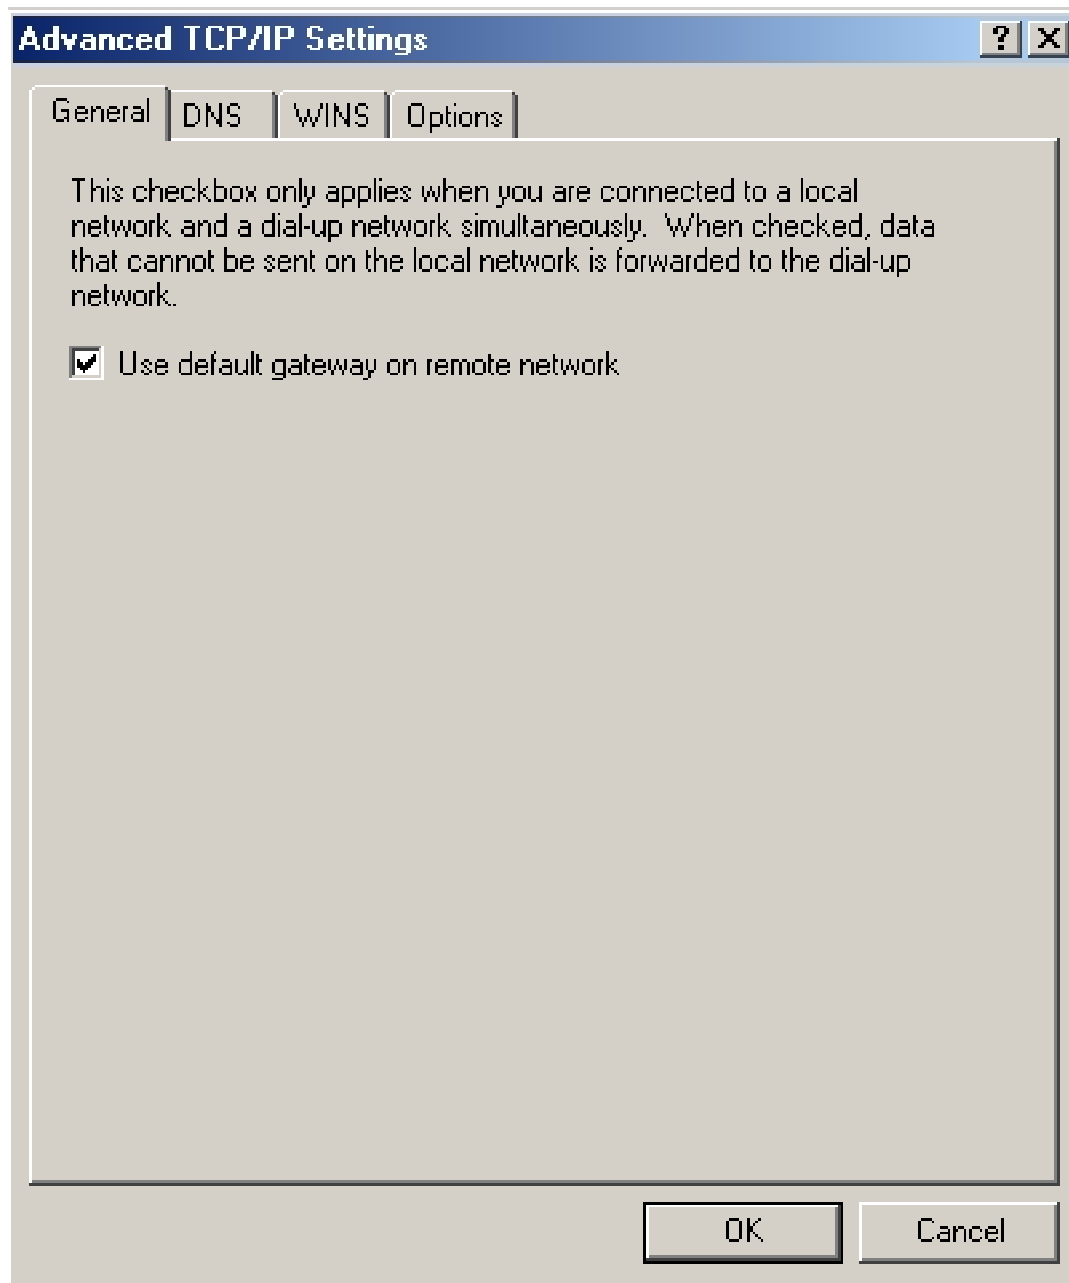 Advanced TCP/IP Settings
General DNS WINS Options
This checkbox only applies when you are connected to a local
network and a dial-up network simultaneously. When checked, data
that cannot be sent on the local network is forwarded to the dial-up
network.
Use default gateway on remote network
OK Cancel